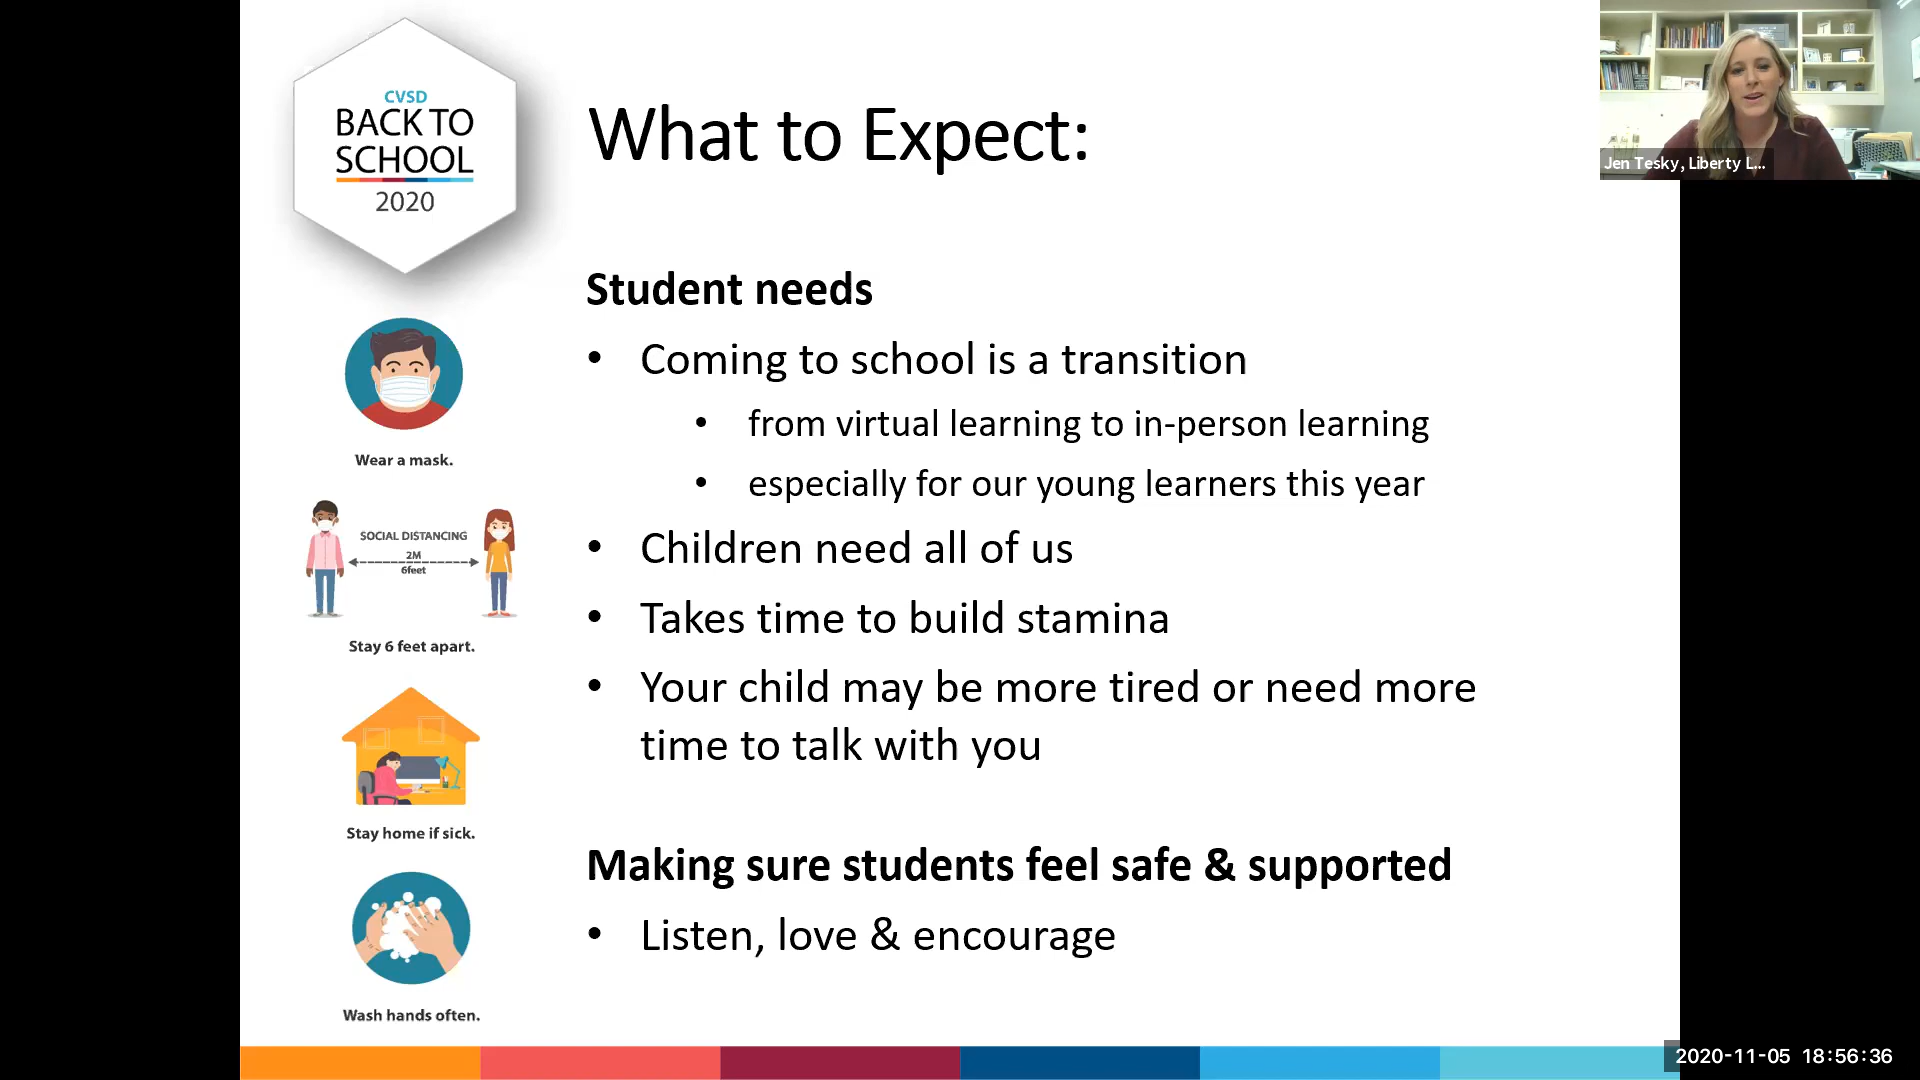 CVSD
BACK TO
SCHOOL
2020
What to Expect:
Jen Tesky, Liberty L...
Student needs
• Coming to school is a transition
• from virtual learning to in-person learning
• especially for our young learners this year
• Children need all of us
• Takes time to build stamina
• Your child may be more tired or need more
time to talk with you
Making sure students feel safe & supported
• Listen, love & encourage
Wear a mask.
SOCIAL DISTANCING
2M
6feet
Stay 6 feet apart.
Stay home if sick.
Wash hands often.
2020-11-05 18:56:36